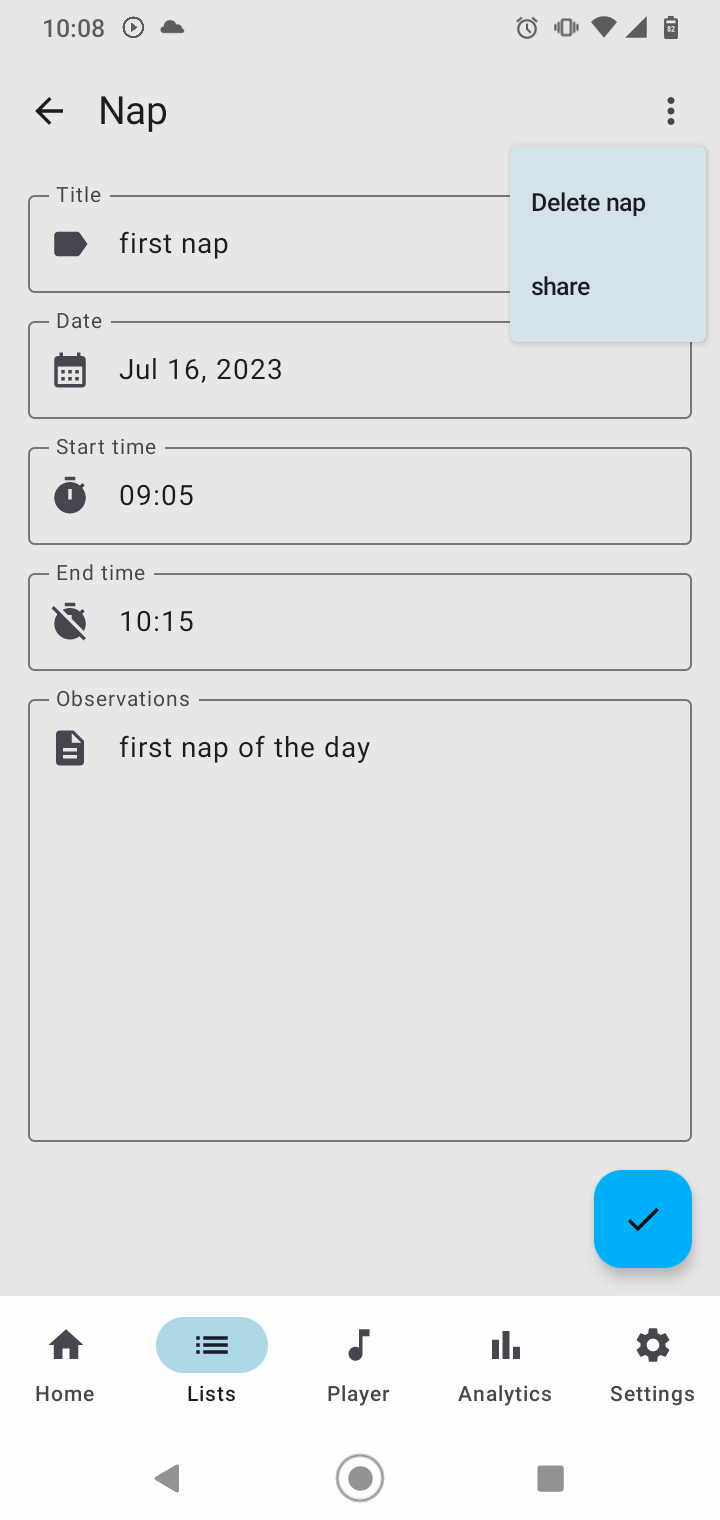 10:08
82
Nap
Delete nap
share
Title
first nap
Date
Jul 16, 2023
Start time
09:05
End time
10:15
Observations
first nap of the day
Home
Lists
Player
Analytics
Settings